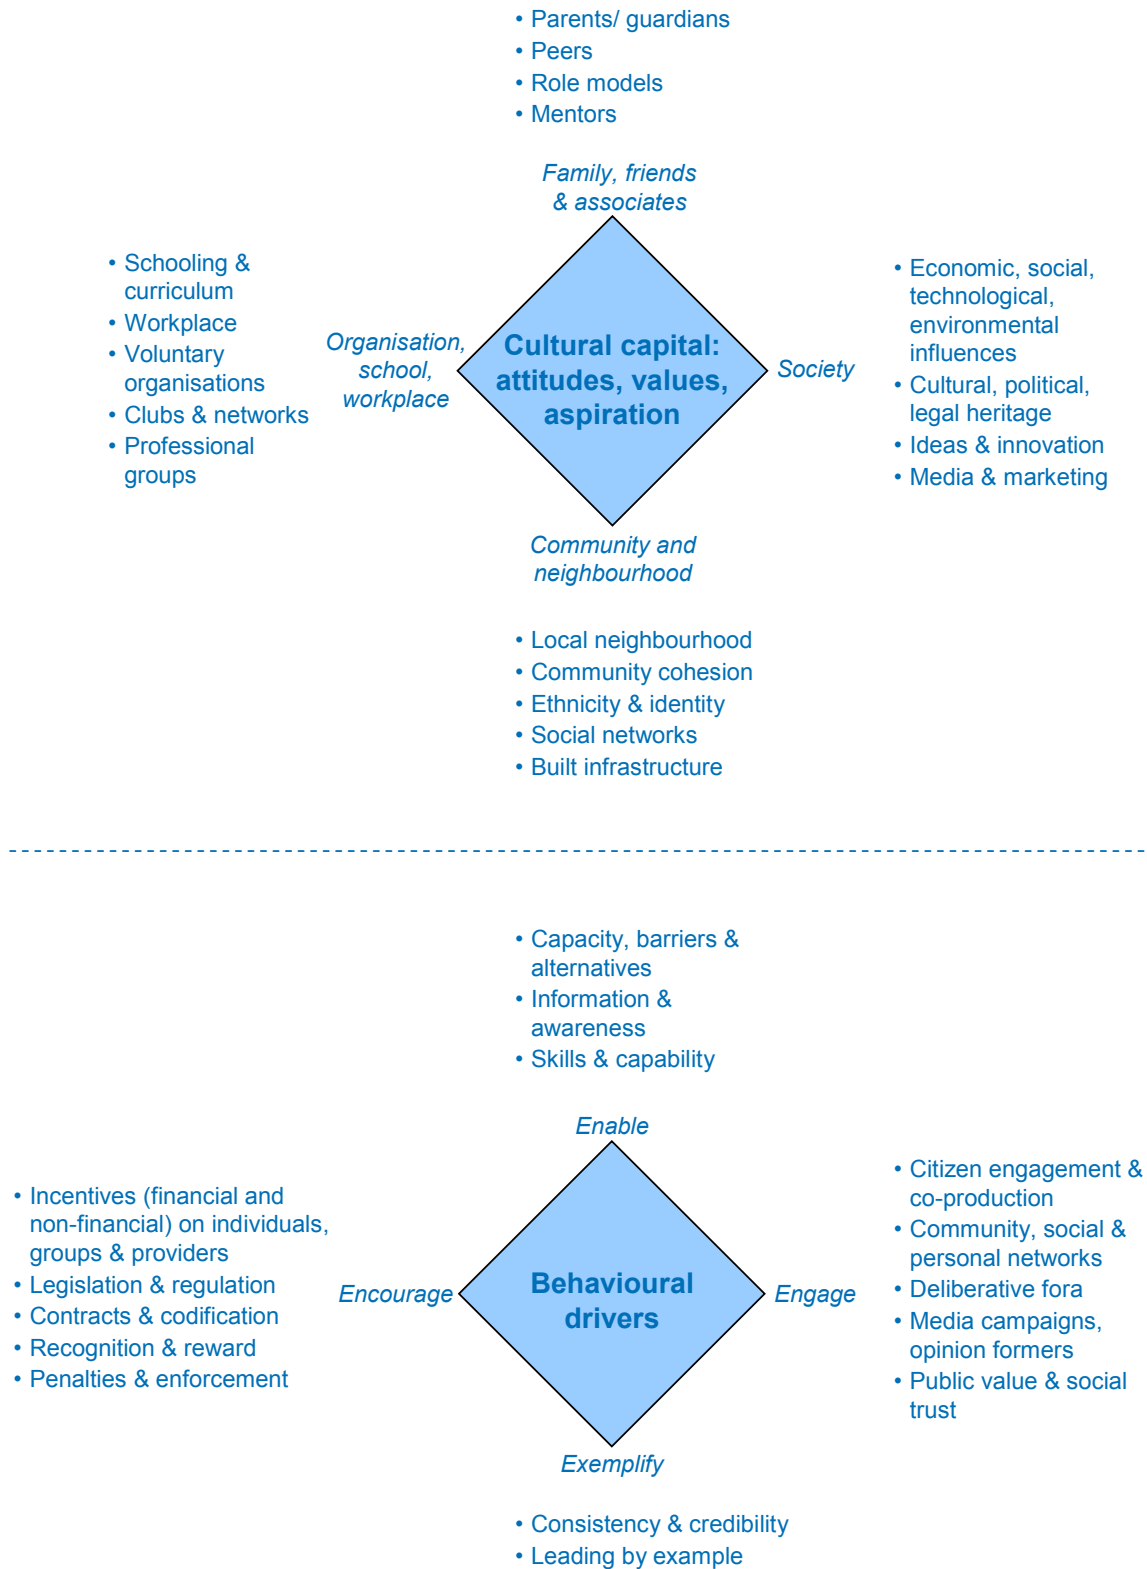 • Parents/ guardians
• Peers
• Role models
• Mentors
Family, friends
& associates
• Schooling &
curriculum
• Workplace
• Voluntary
organisations
• Clubs & networks
• Professional
groups
Organisation,
school,
workplace
Cultural capital:
attitudes, values,
aspiration
Society
• Economic, social,
technological,
environmental
influences
• Cultural, political,
legal heritage
• Ideas & innovation
• Media & marketing
Community and
neighbourhood
• Local neighbourhood
• Community cohesion
• Ethnicity & identity
• Social networks
• Built infrastructure
• Capacity, barriers &
alternatives
• Information &
awareness
• Skills & capability
Enable
• Incentives (financial and
non-financial) on individuals,
groups & providers
• Legislation & regulation
• Contracts & codification
• Recognition & reward
• Penalties & enforcement
Encourage
Behavioural
drivers
Engage
• Citizen engagement &
co-production
• Community, social &
personal networks
• Deliberative fora
• Media campaigns,
opinion formers
• Public value & social
trust
Exemplify
• Consistency & credibility
• Leading by example